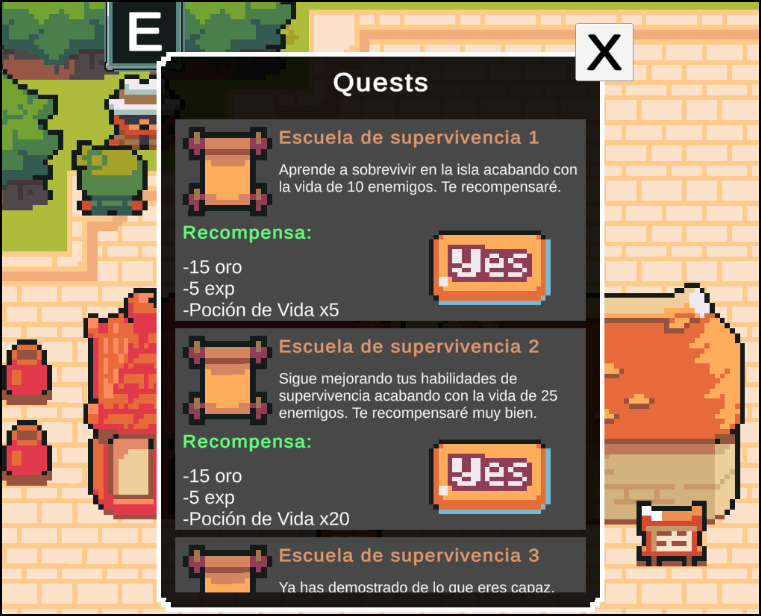 E
X
Quests
Escuela de supervivencia 1
Aprende a sobrevivir en la isla acabando con
la vida de 10 enemigos. Te recompensaré.
Recompensa:
-15 oro
-5 exp
-Poción de Vida x5
yes
Escuela de supervivencia 2
Sigue mejorando tus habilidades de
supervivencia acabando con la vida de 25
enemigos. Te recompensaré muy bien.
Recompensa:
-15 oro
-5 exp
-Poción de Vida x20
yes
Escuela de supervivencia 3
Ya has demostrado de lo que eres capaz.